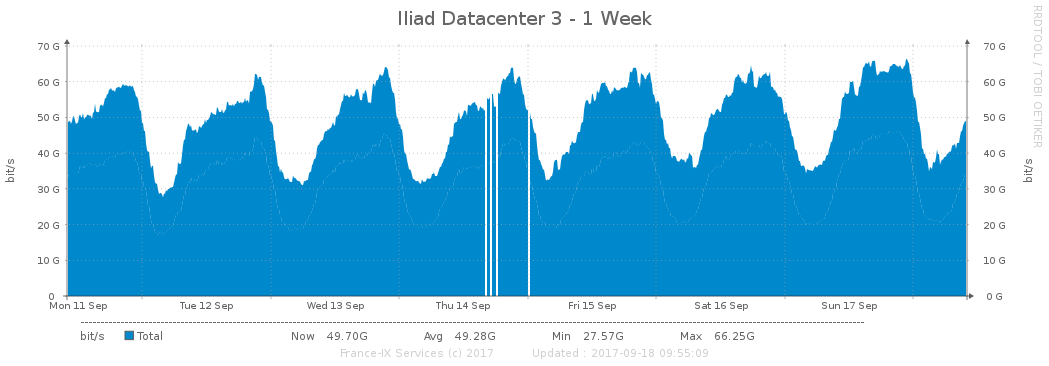 Iliad Datacenter 3 - 1 Week
RRDTOOL / TOBI OETIKER
70 G 70 G
60 G 60 G
50 G 50 G
40 G 40 G
30 G 30 G
20 G 20 G
10 G 10 G
0 0 G
bit/s
bit/s
Mon 11 Sep Tue 12 Sep Wed 13 Sep Thu 14 Sep Fri 15 Sep Sat 16 Sep Sun 17 Sep
bit/s Total Now 49.70G Avg 49.28G Min 27.57G Max 66.25G
France-IX Services (c) 2017 Updated : 2017-09-18 09:55:09